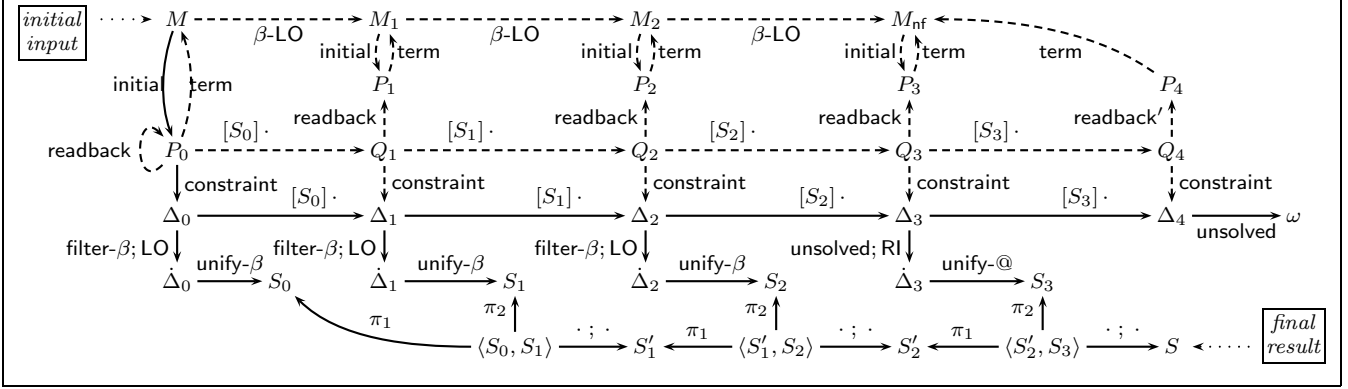 initial input M M₁ M₂ M_nf
β-LO β-LO β-LO
initial term initial term initial term term
initial term P₁ P₂ P₃ P₄
readback readback readback readback′
[S₀]· [S₁]· [S₂]· [S₃]·
readback P₀ Q₁ Q₂ Q₃ Q₄
constraint constraint constraint constraint constraint
[S₀]· [S₁]· [S₂]· [S₃]·
Δ₀ Δ₁ Δ₂ Δ₃ Δ₄ ω
unsolved
filter-β; LO filter-β; LO filter-β; LO unsolved; RI
unify-β unify-β unify-β unify-@
Δ̇₀ S₀ Δ̇₁ S₁ Δ̇₂ S₂ Δ̇₃ S₃
π₁ π₂ π₂ π₂
· ; · π₁ · ; · π₁ · ; ·
⟨S₀, S₁⟩ S′₁ ⟨S′₁, S₂⟩ S′₂ ⟨S′₂, S₃⟩ S final result